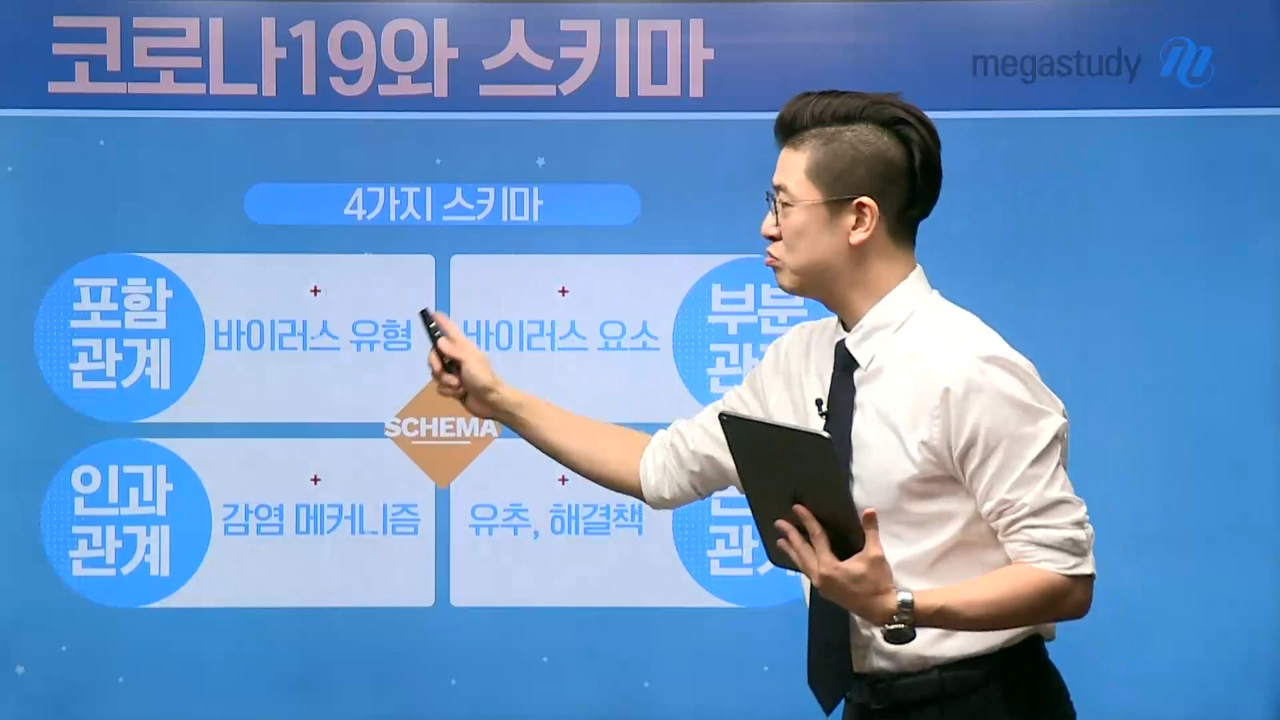 코로나19와 스키마
megastudy
4가지 스키마
포함
관계
+
바이러스 유형
+
바이러스 요소
부분
SCHEMA
인과
관계
+
감염 메커니즘
+
유추, 해결책